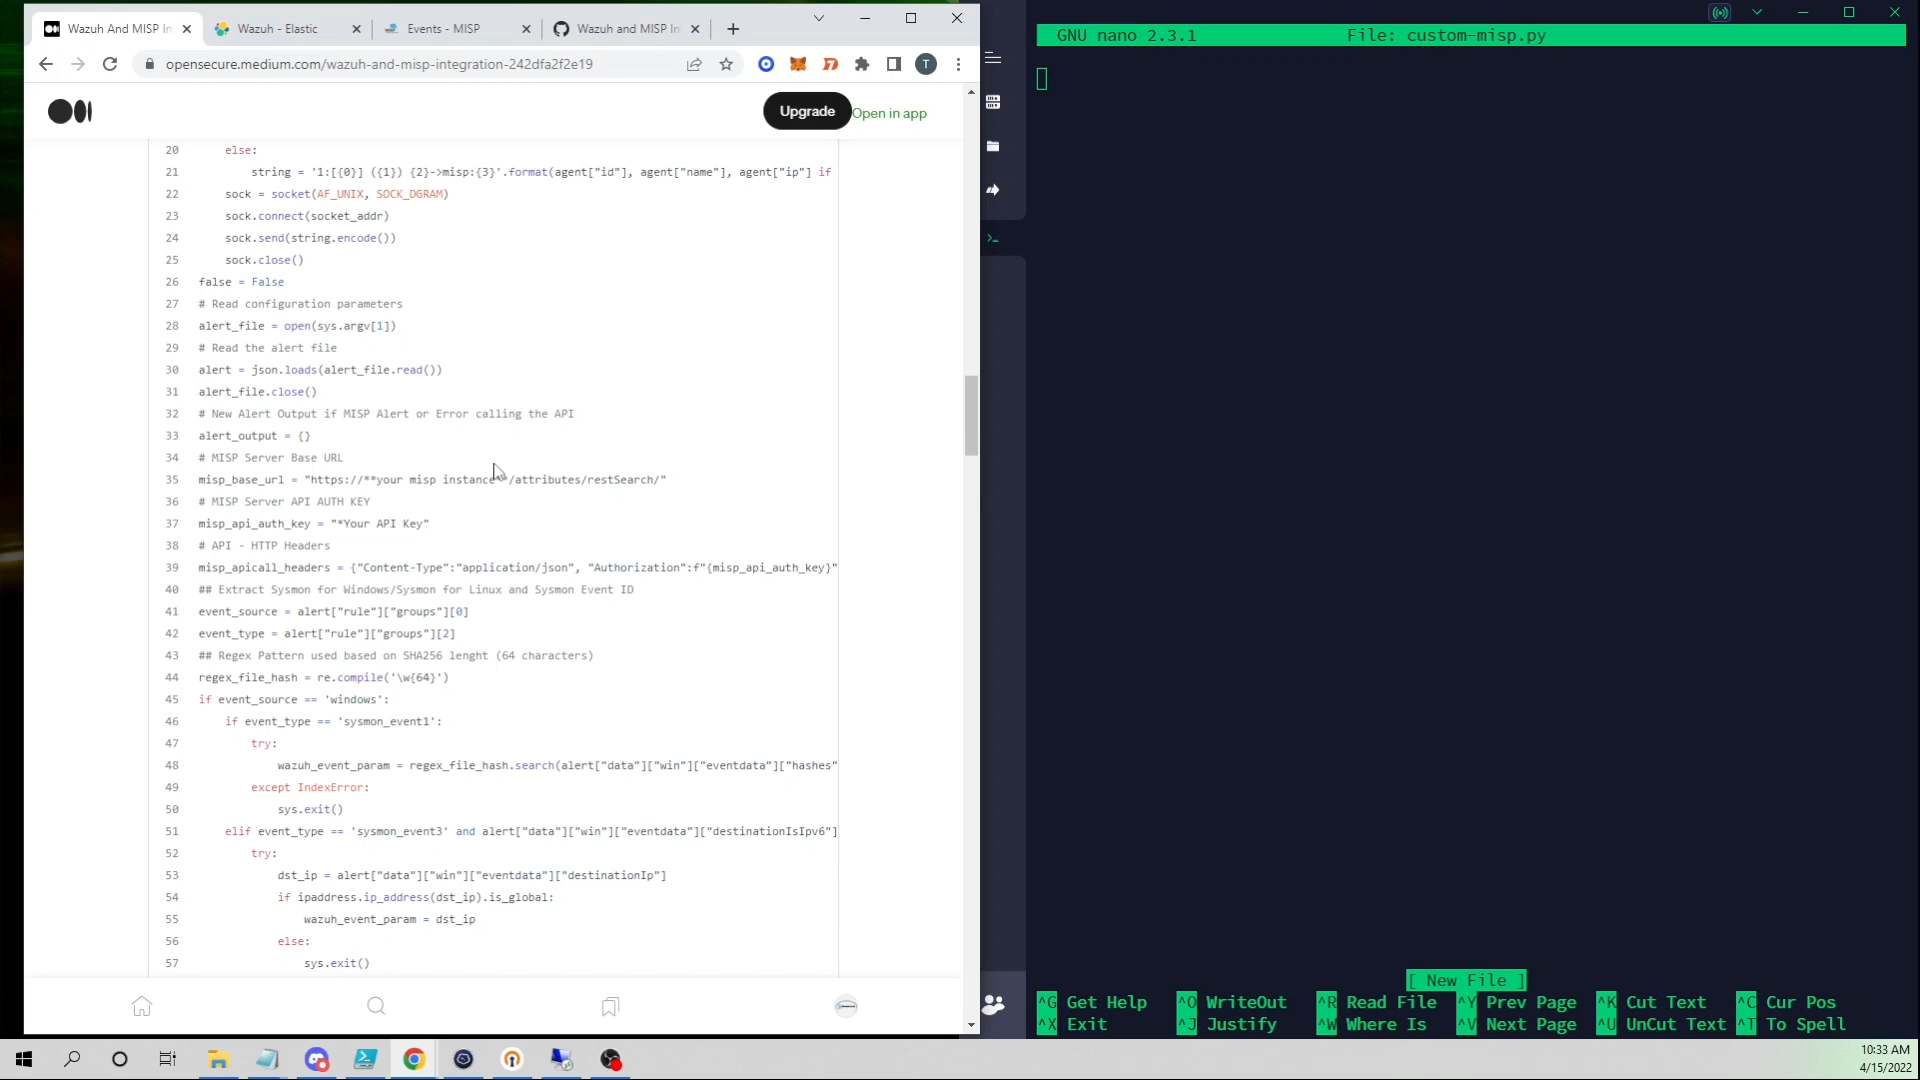 Wazuh And MISP In
Wazuh - Elastic
Events - MISP
Wazuh and MISP In
opensecure.medium.com/wazuh-and-misp-integration-242dfa2f2e19
T
Upgrade
Open in app
20 else:
21 string = '1:[{0}] ({1}) {2}->misp:{3}'.format(agent["id"], agent["name"], agent["ip"] if
22 sock = socket(AF_UNIX, SOCK_DGRAM)
23 sock.connect(socket_addr)
24 sock.send(string.encode())
25 sock.close()
26 false = False
27 # Read configuration parameters
28 alert_file = open(sys.argv[1])
29 # Read the alert file
30 alert = json.loads(alert_file.read())
31 alert_file.close()
32 # New Alert Output if MISP Alert or Error calling the API
33 alert_output = {}
34 # MISP Server Base URL
35 misp_base_url = "https://**your misp instance /attributes/restSearch/"
36 # MISP Server API AUTH KEY
37 misp_api_auth_key = "*Your API Key"
38 # API - HTTP Headers
39 misp_apicall_headers = {"Content-Type":"application/json", "Authorization":f"{misp_api_auth_key}"
40 ## Extract Sysmon for Windows/Sysmon for Linux and Sysmon Event ID
41 event_source = alert["rule"]["groups"][0]
42 event_type = alert["rule"]["groups"][2]
43 ## Regex Pattern used based on SHA256 lenght (64 characters)
44 regex_file_hash = re.compile('\w{64}')
45 if event_source == 'windows':
46 if event_type == 'sysmon_event1':
47 try:
48 wazuh_event_param = regex_file_hash.search(alert["data"]["win"]["eventdata"]["hashes"
49 except IndexError:
50 sys.exit()
51 elif event_type == 'sysmon_event3' and alert["data"]["win"]["eventdata"]["destinationIsIpv6"]
52 try:
53 dst_ip = alert["data"]["win"]["eventdata"]["destinationIp"]
54 if ipaddress.ip_address(dst_ip).is_global:
55 wazuh_event_param = dst_ip
56 else:
57 sys.exit()
GNU nano 2.3.1 File: custom-misp.py
[ New File ]
^G Get Help ^O WriteOut ^R Read File ^Y Prev Page ^K Cut Text ^C Cur Pos
^X Exit ^J Justify ^W Where Is ^V Next Page ^U UnCut Text ^T To Spell
10:33 AM
4/15/2022